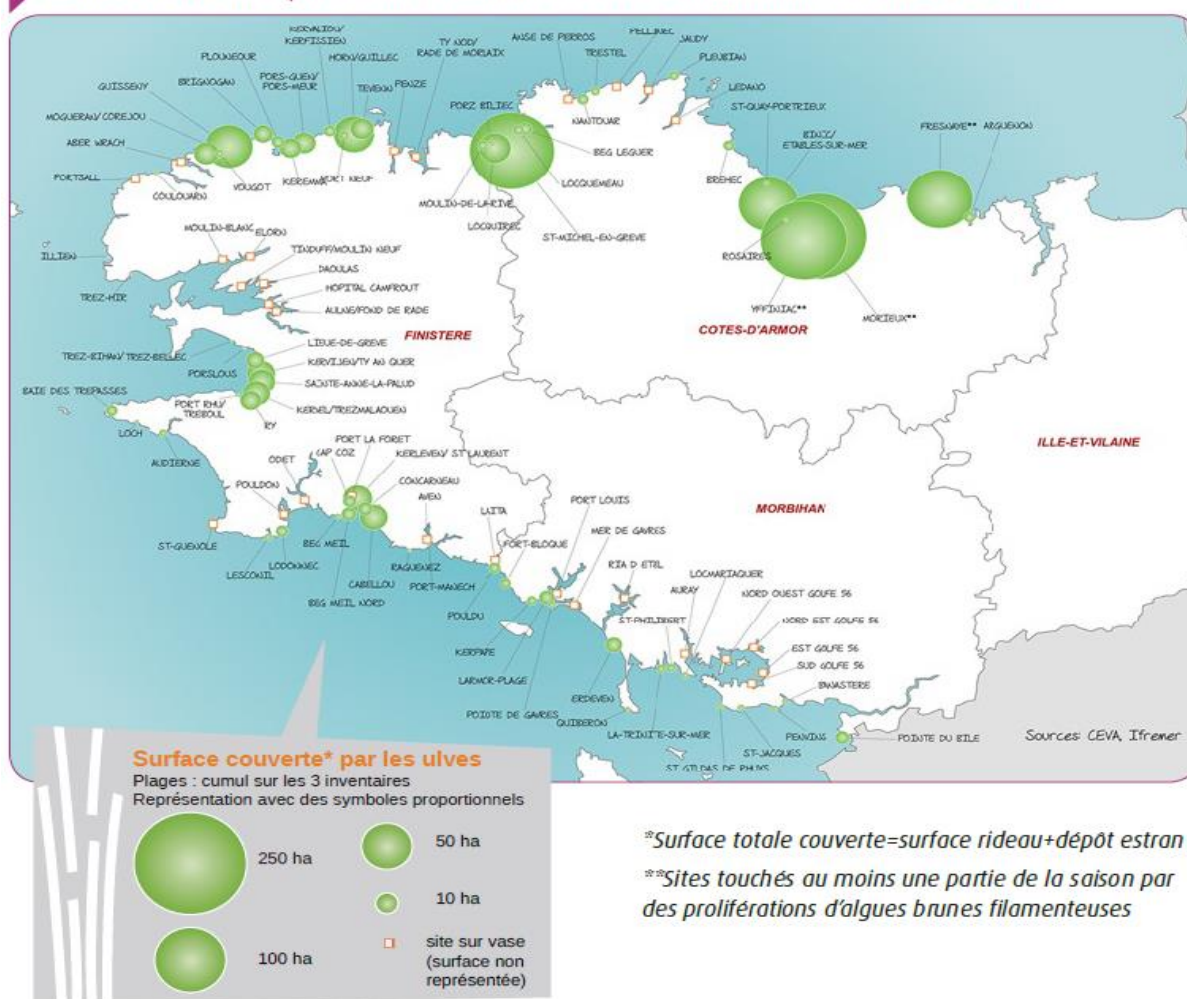 KERVALION/
KERFISSIEN
PLOUNEOUR
PORS-GUEN/
PORS-MEUR
HORN/GUILLEC
TY NOD/
RADE DE MORLAIX
ANSE DE PERROS
PELLINEC
TRESTEL
JAUDY
PLEUBIAN
GUISSENY
BRIGNOGAN
TEVENN
PENZE
LEDANO
ST-QUAY-PORTRIEUX
MOGUERAN/COREJOU
PORZ BILIEC
NANTOUAR
BINIC/
ETABLES-SUR-MER
FRESNAYE**
ARGUENON
ABER WRACH
BEG LEGUER
PORTSALL
VOUGOT
KEREMMA
PORT NEUF
LOCQUEMEAU
BREHEC
COULOUARN
MOULIN-DE-LA-RIVE
LOCQUIREC
MOULIN-BLANC
ELORN
ST-MICHEL-EN-GREVE
ILLIEN
TINDUFF/MOULIN NEUF
ROSAIRES
DAOULAS
TREZ-HIR
HOPITAL CAMFROUT
AULNE/FOND DE RADE
YFFINIAC**
MORIEUX**
FINISTERE
COTES-D'ARMOR
LIEUE-DE-GREVE
TREZ-BIHAN/TREZ-BELLEC
KERVIJEN/TY AN QUER
PORSLOUS
SAINTE-ANNE-LA-PALUD
BAIE DES TREPASSES
PORT RHU/
TREBOUL
KERVEL/TREZMALAOUEN
RY
LOCH
AUDIERNE
PORT LA FORET
CAP COZ
KERLEVEN/ ST LAURENT
ILLE-ET-VILAINE
ODET
CONCARNEAU
POULDON
AVEN
PORT LOUIS
LAITA
MORBIHAN
MER DE GAVRES
ST-GUENOLE
BEG MEIL
FORT-BLOQUE
LESCONIL
LODONNEC
RAGUENEZ
RIA D ETEL
LOCMARIAQUER
CABELLOU
PORT-MANECH
AURAY
NORD OUEST GOLFE 56
BEG MEIL NORD
POULDU
ST-PHILIBERT
NORD EST GOLFE 56
KERPAPE
EST GOLFE 56
SUD GOLFE 56
LARMOR-PLAGE
BANASTERE
ERDEVEN
POINTE DE GAVRES
QUIBERON
LA-TRINITE-SUR-MER
PENVINS
POINTE DU BILE
ST-JACQUES
ST GILDAS DE RHUYS
Sources: CEVA, Ifremer
Surface couverte* par les ulves
Plages : cumul sur les 3 inventaires
Représentation avec des symboles proportionnels
250 ha
50 ha
10 ha
100 ha
site sur vase
(surface non
représentée)
*Surface totale couverte=surface rideau+dépôt estran
**Sites touchés au moins une partie de la saison par
des proliférations d'algues brunes filamenteuses